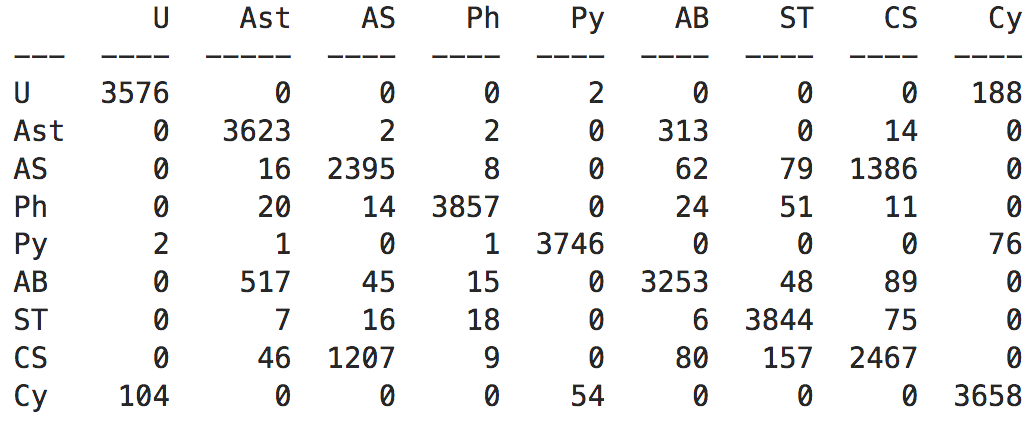 U Ast AS Ph Py AB ST CS Cy
––– –––– ––––– –––– –––– –––– –––– –––– –––– ––––
U 3576 0 0 0 2 0 0 0 188
Ast 0 3623 2 2 0 313 0 14 0
AS 0 16 2395 8 0 62 79 1386 0
Ph 0 20 14 3857 0 24 51 11 0
Py 2 1 0 1 3746 0 0 0 76
AB 0 517 45 15 0 3253 48 89 0
ST 0 7 16 18 0 6 3844 75 0
CS 0 46 1207 9 0 80 157 2467 0
Cy 104 0 0 0 54 0 0 0 3658